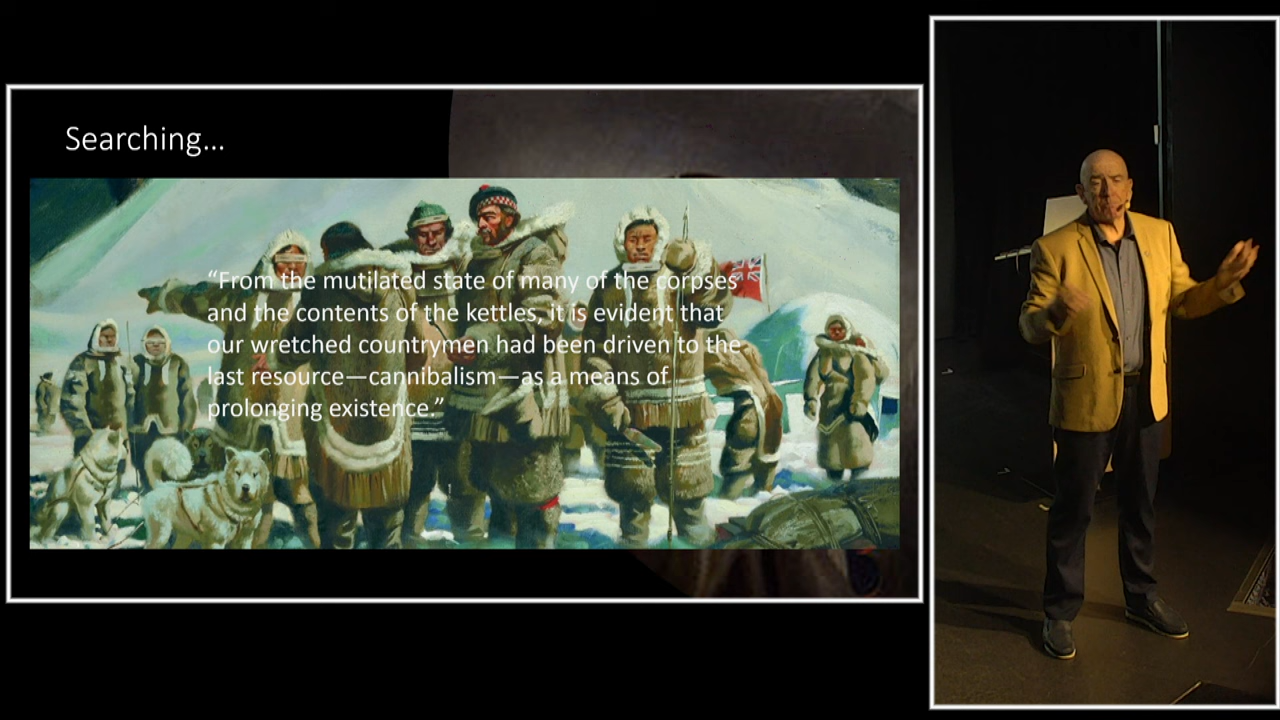 Searching...
“From the mutilated state of many of the corpses
and the contents of the kettles, it is evident that
our wretched countrymen had been driven to the
last resource—cannibalism—as a means of
prolonging existence.”